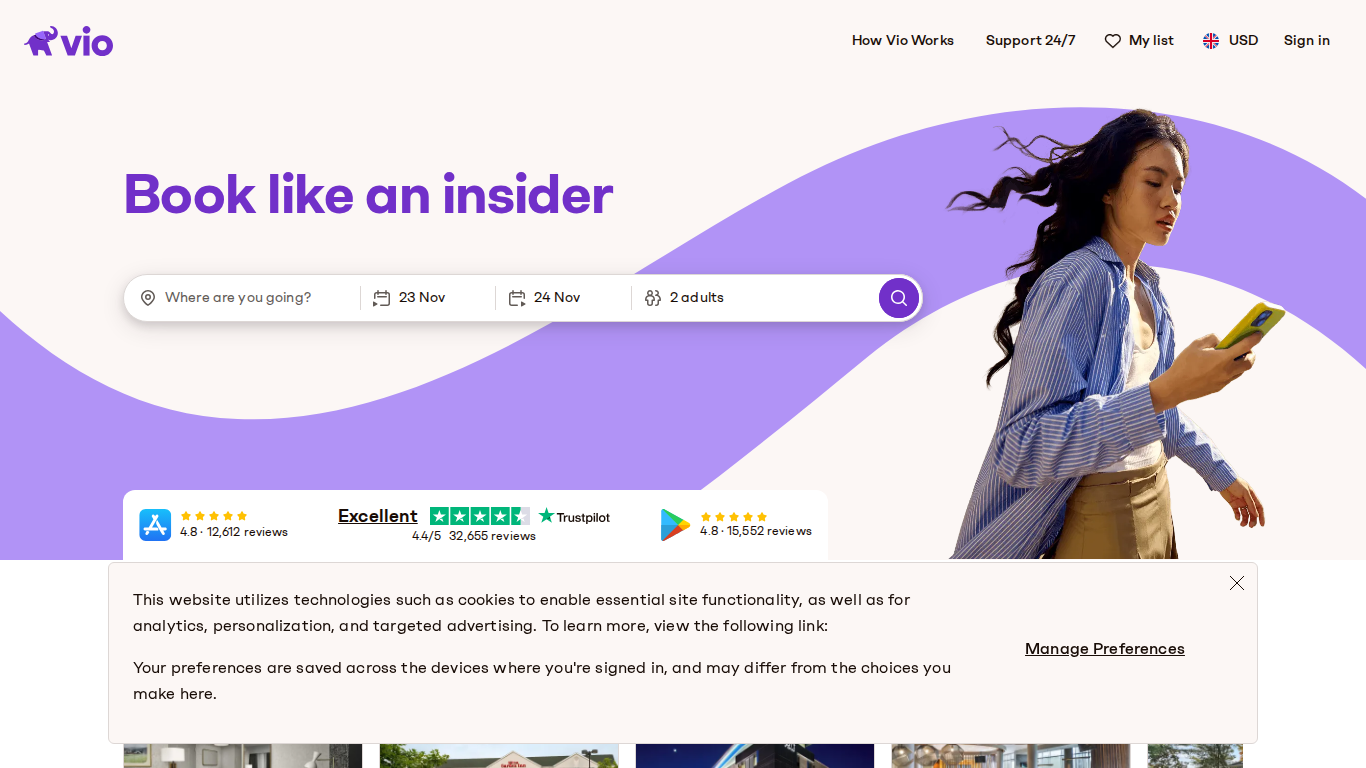 vio
How Vio Works
Support 24/7
My list
USD
Sign in
Book like an insider
Where are you going?
23 Nov
24 Nov
2 adults
4.8 · 12,612 reviews
Excellent
Trustpilot
4.4/5 32,655 reviews
4.8 · 15,552 reviews
This website utilizes technologies such as cookies to enable essential site functionality, as well as for
analytics, personalization, and targeted advertising. To learn more, view the following link:
Your preferences are saved across the devices where you're signed in, and may differ from the choices you
make here.
Manage Preferences